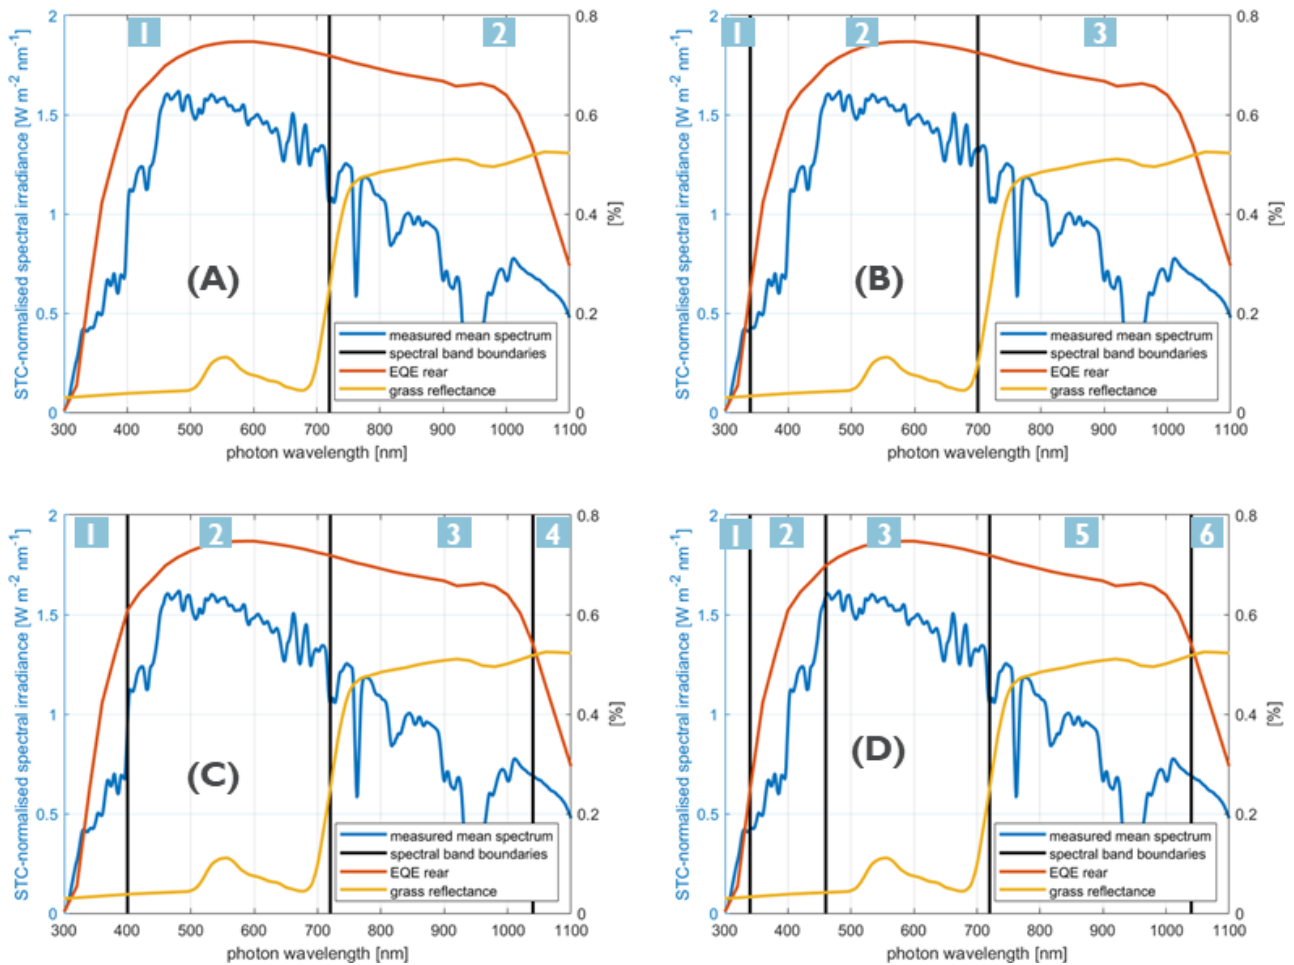 2
0.8
1
2
STC-normalised spectral irradiance [W m-2 nm-1]
1.5
0.6
1
0.4
[%]
(A)
0.5
0.2
measured mean spectrum
spectral band boundaries
EQE rear
grass reflectance
0
0
300 400 500 600 700 800 900 1000 1100
photon wavelength [nm]
2
0.8
1
2
3
STC-normalised spectral irradiance [W m-2 nm-1]
1.5
0.6
1
0.4
[%]
(B)
0.5
0.2
measured mean spectrum
spectral band boundaries
EQE rear
grass reflectance
0
0
300 400 500 600 700 800 900 1000 1100
photon wavelength [nm]
2
0.8
1
2
3
4
STC-normalised spectral irradiance [W m-2 nm-1]
1.5
0.6
1
0.4
[%]
(C)
0.5
0.2
measured mean spectrum
spectral band boundaries
EQE rear
grass reflectance
0
0
300 400 500 600 700 800 900 1000 1100
photon wavelength [nm]
2
0.8
1
2
3
5
6
STC-normalised spectral irradiance [W m-2 nm-1]
1.5
0.6
1
0.4
[%]
(D)
0.5
0.2
measured mean spectrum
spectral band boundaries
EQE rear
grass reflectance
0
0
300 400 500 600 700 800 900 1000 1100
photon wavelength [nm]